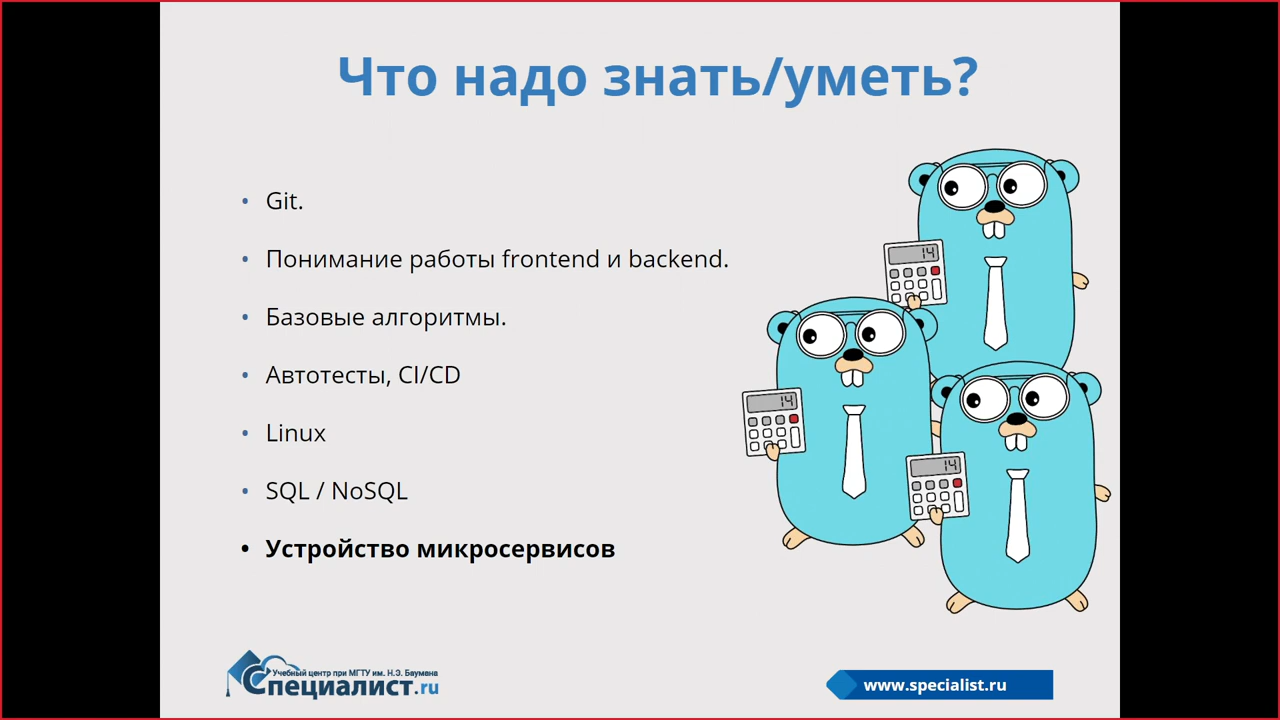 Что надо знать/уметь?
• Git.
• Понимание работы frontend и backend.
• Базовые алгоритмы.
• Автотесты, CI/CD
• Linux
• SQL / NoSQL
• Устройство микросервисов
14
14
14
Учебный центр при МГТУ им. Н.Э. Баумана
Специалист.ru
www.specialist.ru